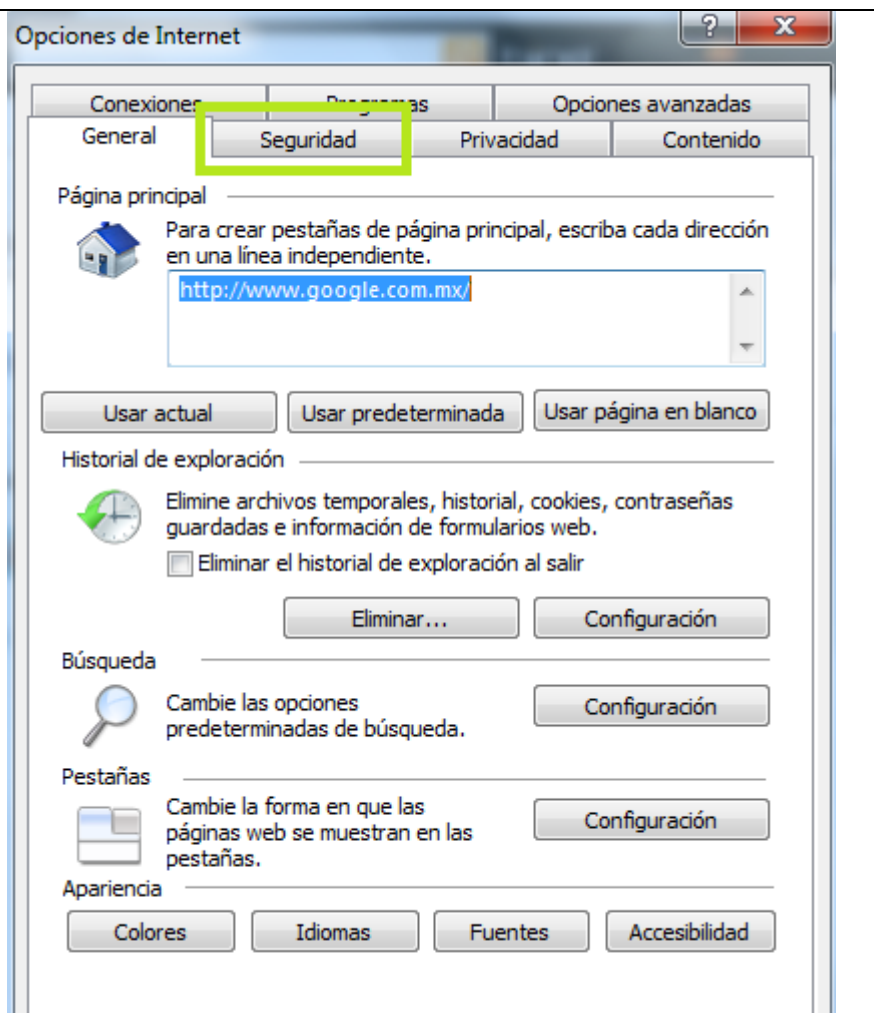 Opciones de Internet
?
X
Conexiones
Programas
Opciones avanzadas
General
Seguridad
Privacidad
Contenido
Página principal
Para crear pestañas de página principal, escriba cada dirección
en una línea independiente.
http://www.google.com.mx/
Usar actual
Usar predeterminada
Usar página en blanco
Historial de exploración
Elimine archivos temporales, historial, cookies, contraseñas
guardadas e información de formularios web.
Eliminar el historial de exploración al salir
Eliminar...
Configuración
Búsqueda
Cambie las opciones
predeterminadas de búsqueda.
Configuración
Pestañas
Cambie la forma en que las
páginas web se muestran en las
pestañas.
Configuración
Apariencia
Colores
Idiomas
Fuentes
Accesibilidad